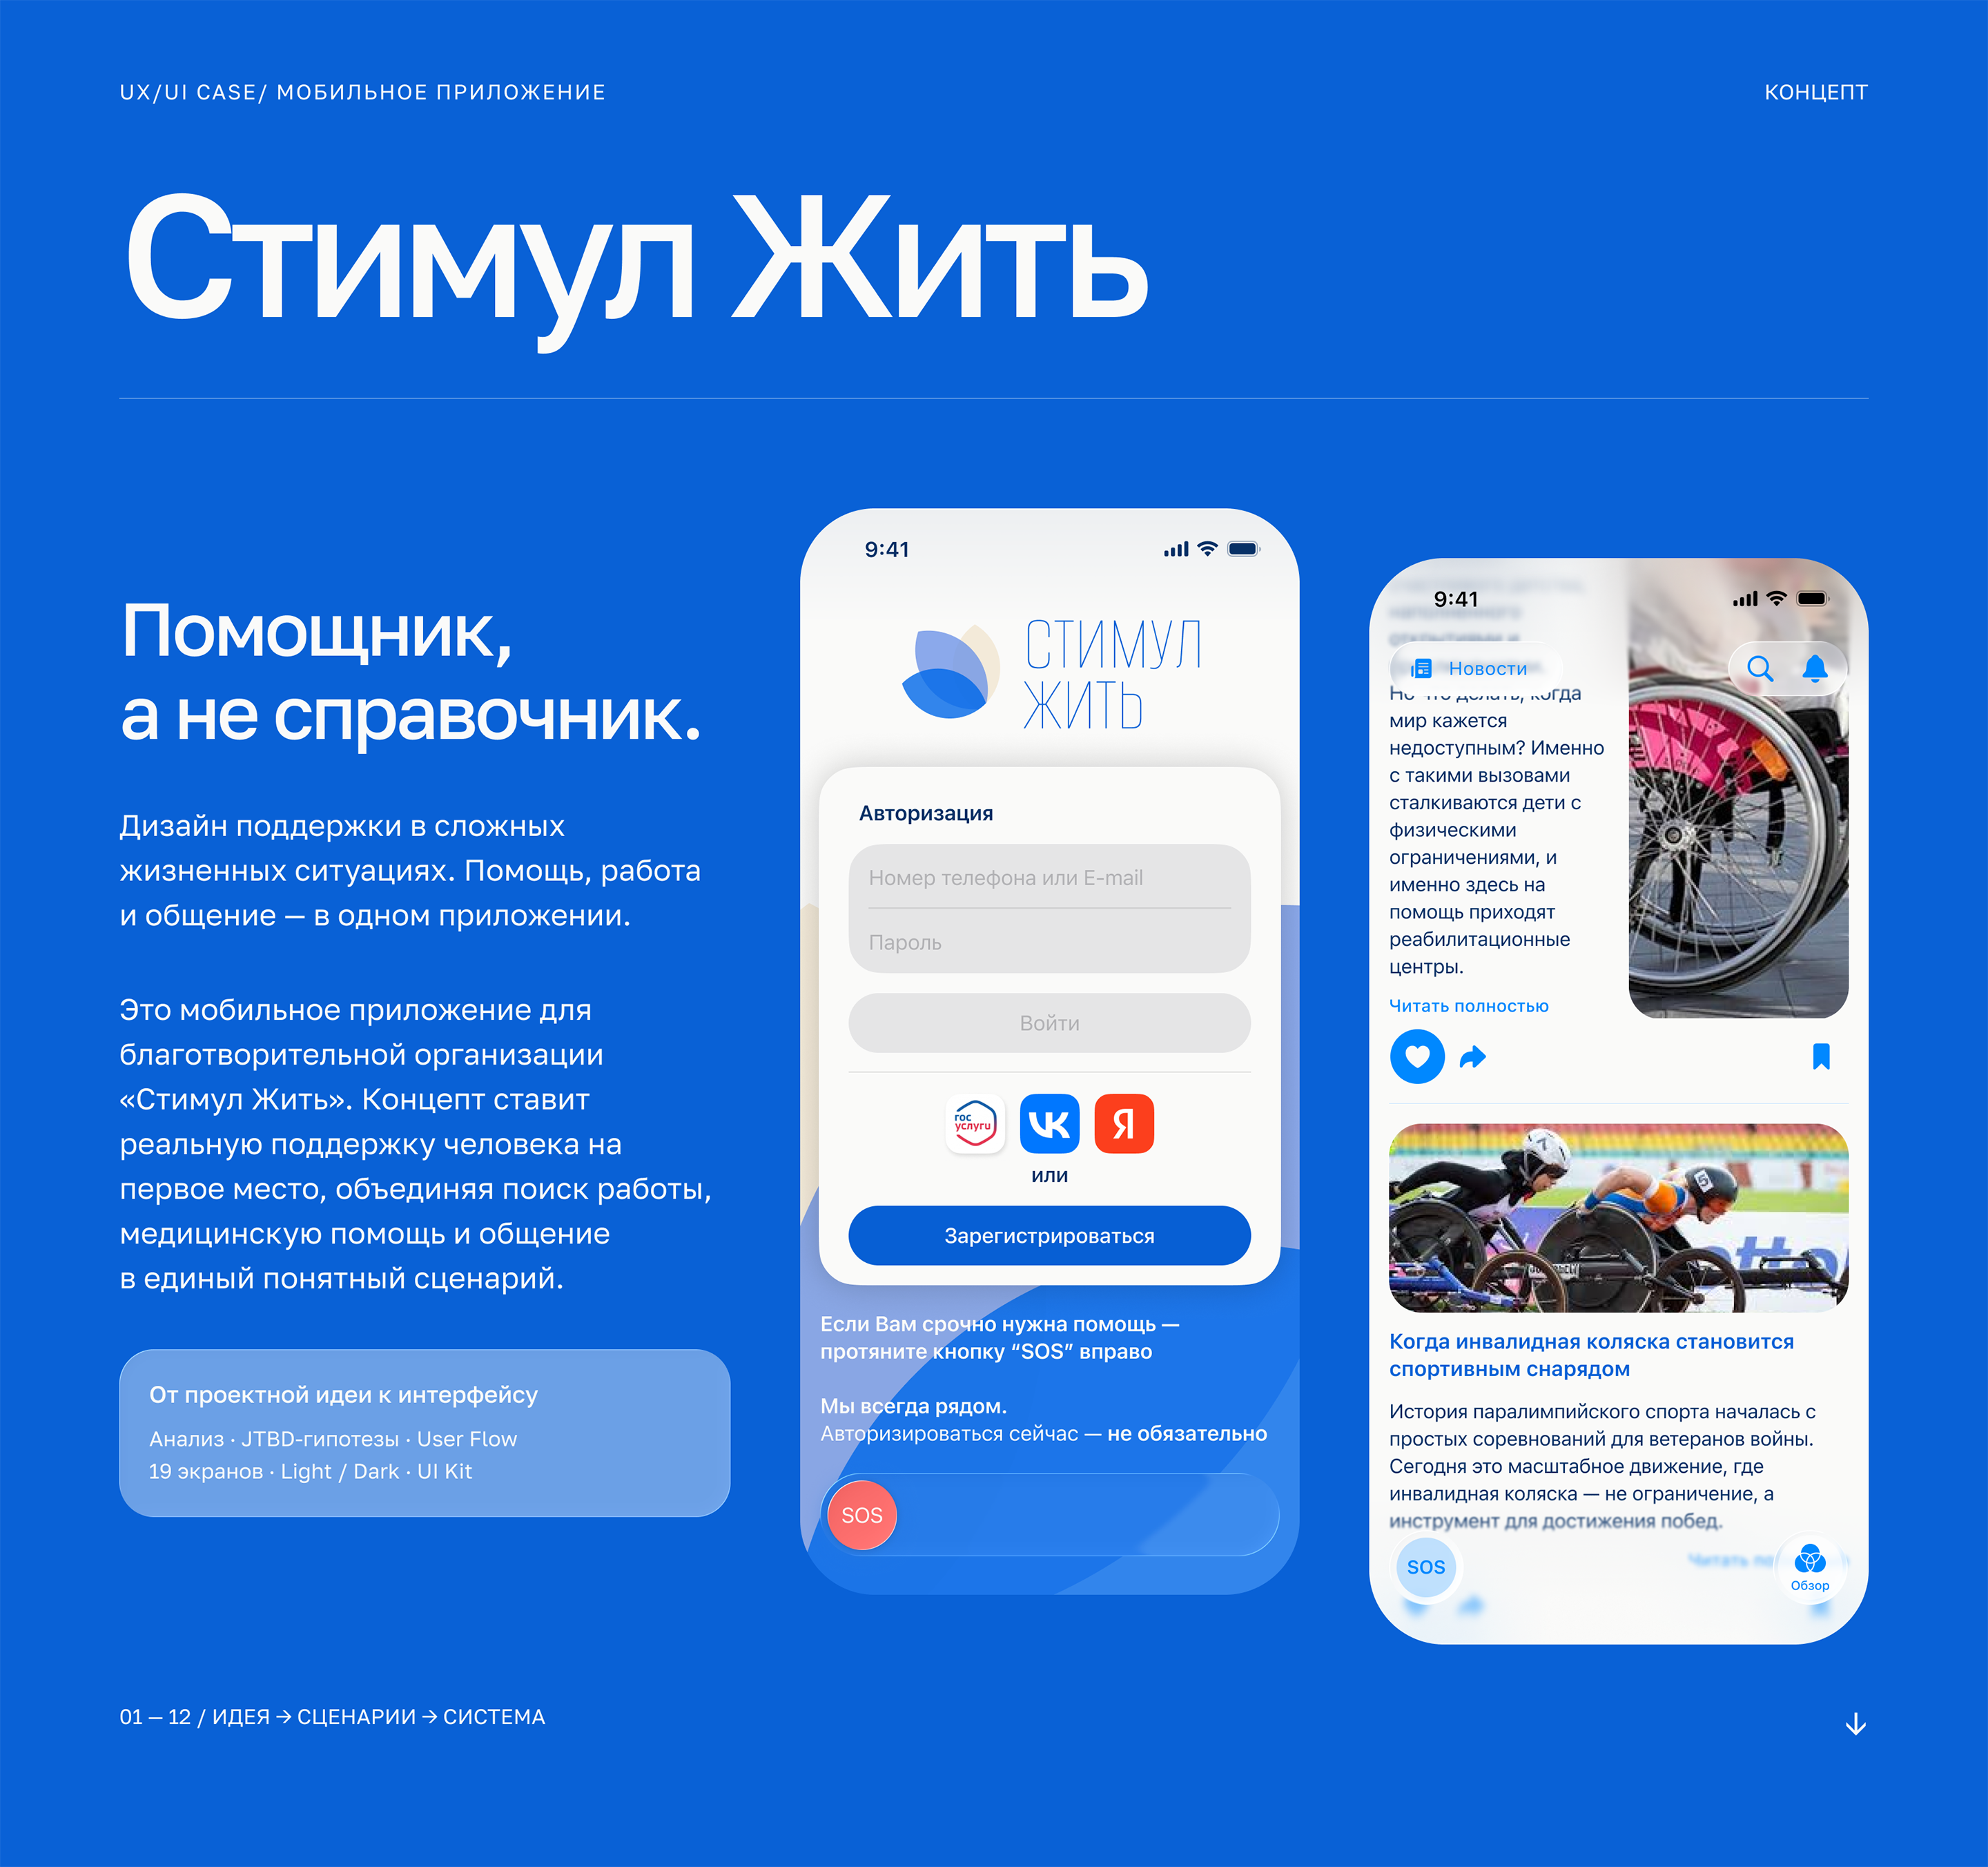 UX/UI CASE/ МОБИЛЬНОЕ ПРИЛОЖЕНИЕ
КОНЦЕПТ
Стимул Жить
Помощник,
а не справочник.
Дизайн поддержки в сложных
жизненных ситуациях. Помощь, работа
и общение — в одном приложении.
Это мобильное приложение для
благотворительной организации
«Стимул Жить». Концепт ставит
реальную поддержку человека на
первое место, объединяя поиск работы,
медицинскую помощь и общение
в единый понятный сценарий.
От проектной идеи к интерфейсу
Анализ · JTBD-гипотезы · User Flow
19 экранов · Light / Dark · UI Kit
9:41
СТИМУЛ
ЖИТЬ
Авторизация
Номер телефона или E-mail
Пароль
Войти
гос
услуги
VK
Я
или
Зарегистрироваться
Если Вам срочно нужна помощь —
протяните кнопку “SOS” вправо
Мы всегда рядом.
Авторизироваться сейчас — не обязательно
SOS
9:41
Новости
Но что делать, когда
мир кажется
недоступным? Именно
с такими вызовами
сталкиваются дети с
физическими
ограничениями, и
именно здесь на
помощь приходят
реабилитационные
центры.
Читать полностью
Когда инвалидная коляска становится
спортивным снарядом
История паралимпийского спорта началась с
простых соревнований для ветеранов войны.
Сегодня это масштабное движение, где
инвалидная коляска — не ограничение, а
инструмент для достижения побед.
Читать
SOS
Обзор
01 — 12 / ИДЕЯ → СЦЕНАРИИ → СИСТЕМА